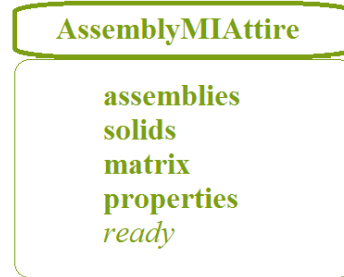 AssemblyMIAttire
assemblies
solids
matrix
properties
ready